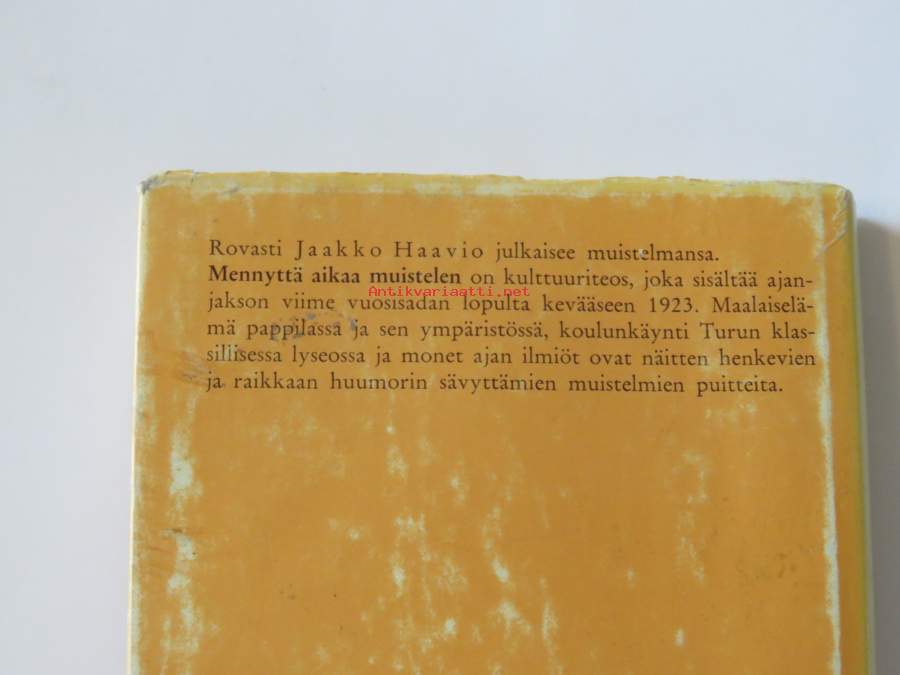 Rovasti Jaakko Haavio julkaisee muistelmansa.
Mennyttä aikaa muistelen on kulttuuriteos, joka sisältää ajan-
Antikvariaatti.net
jakson viime vuosisadan lopulta kevääseen 1923. Maalaiselä-
mä pappilassa ja sen ympäristössä, koulunkäynti Turun klas-
sillisessa lyseossa ja monet ajan ilmiöt ovat näitten henkevien
ja raikkaan huumorin sävyttämien muistelmien puitteita.